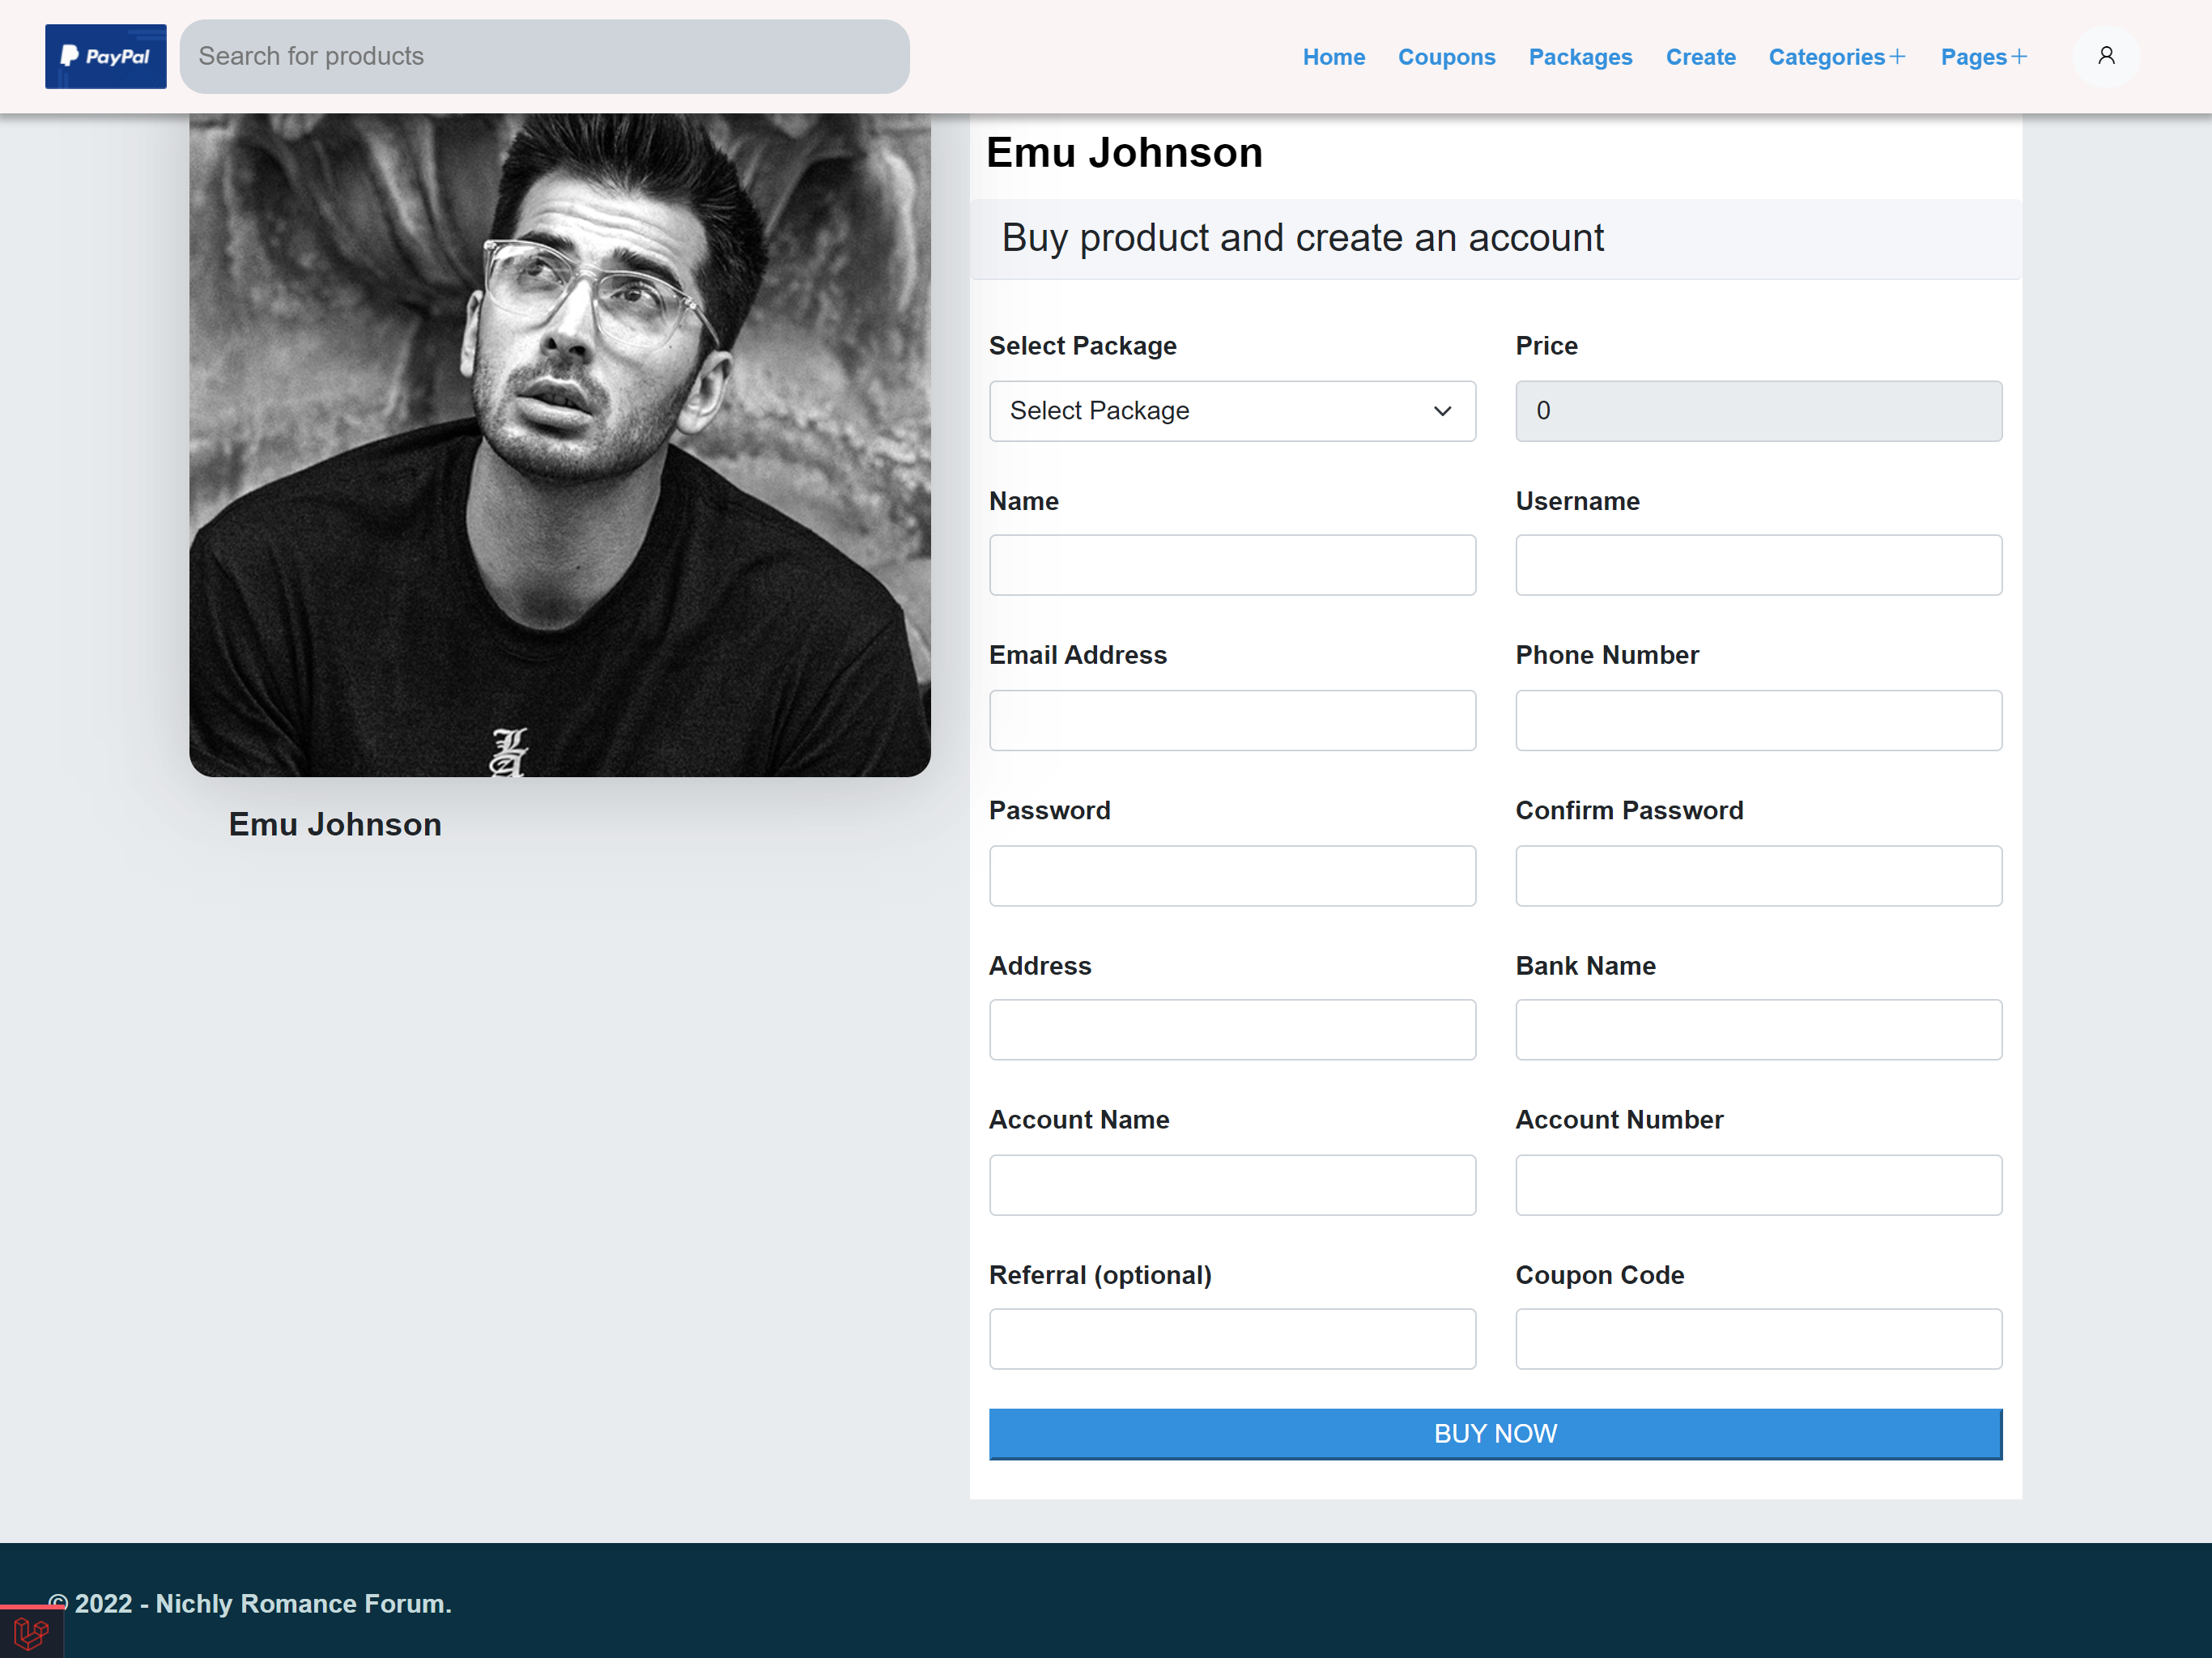 PayPal
Search for products
Home Coupons Packages Create Categories+ Pages+
Emu Johnson
Buy product and create an account
Select Package Price
Select Package 0
Name Username
Email Address Phone Number
Password Confirm Password
Address Bank Name
Account Name Account Number
Referral (optional) Coupon Code
BUY NOW
LA
Emu Johnson
© 2022 - Nichly Romance Forum.